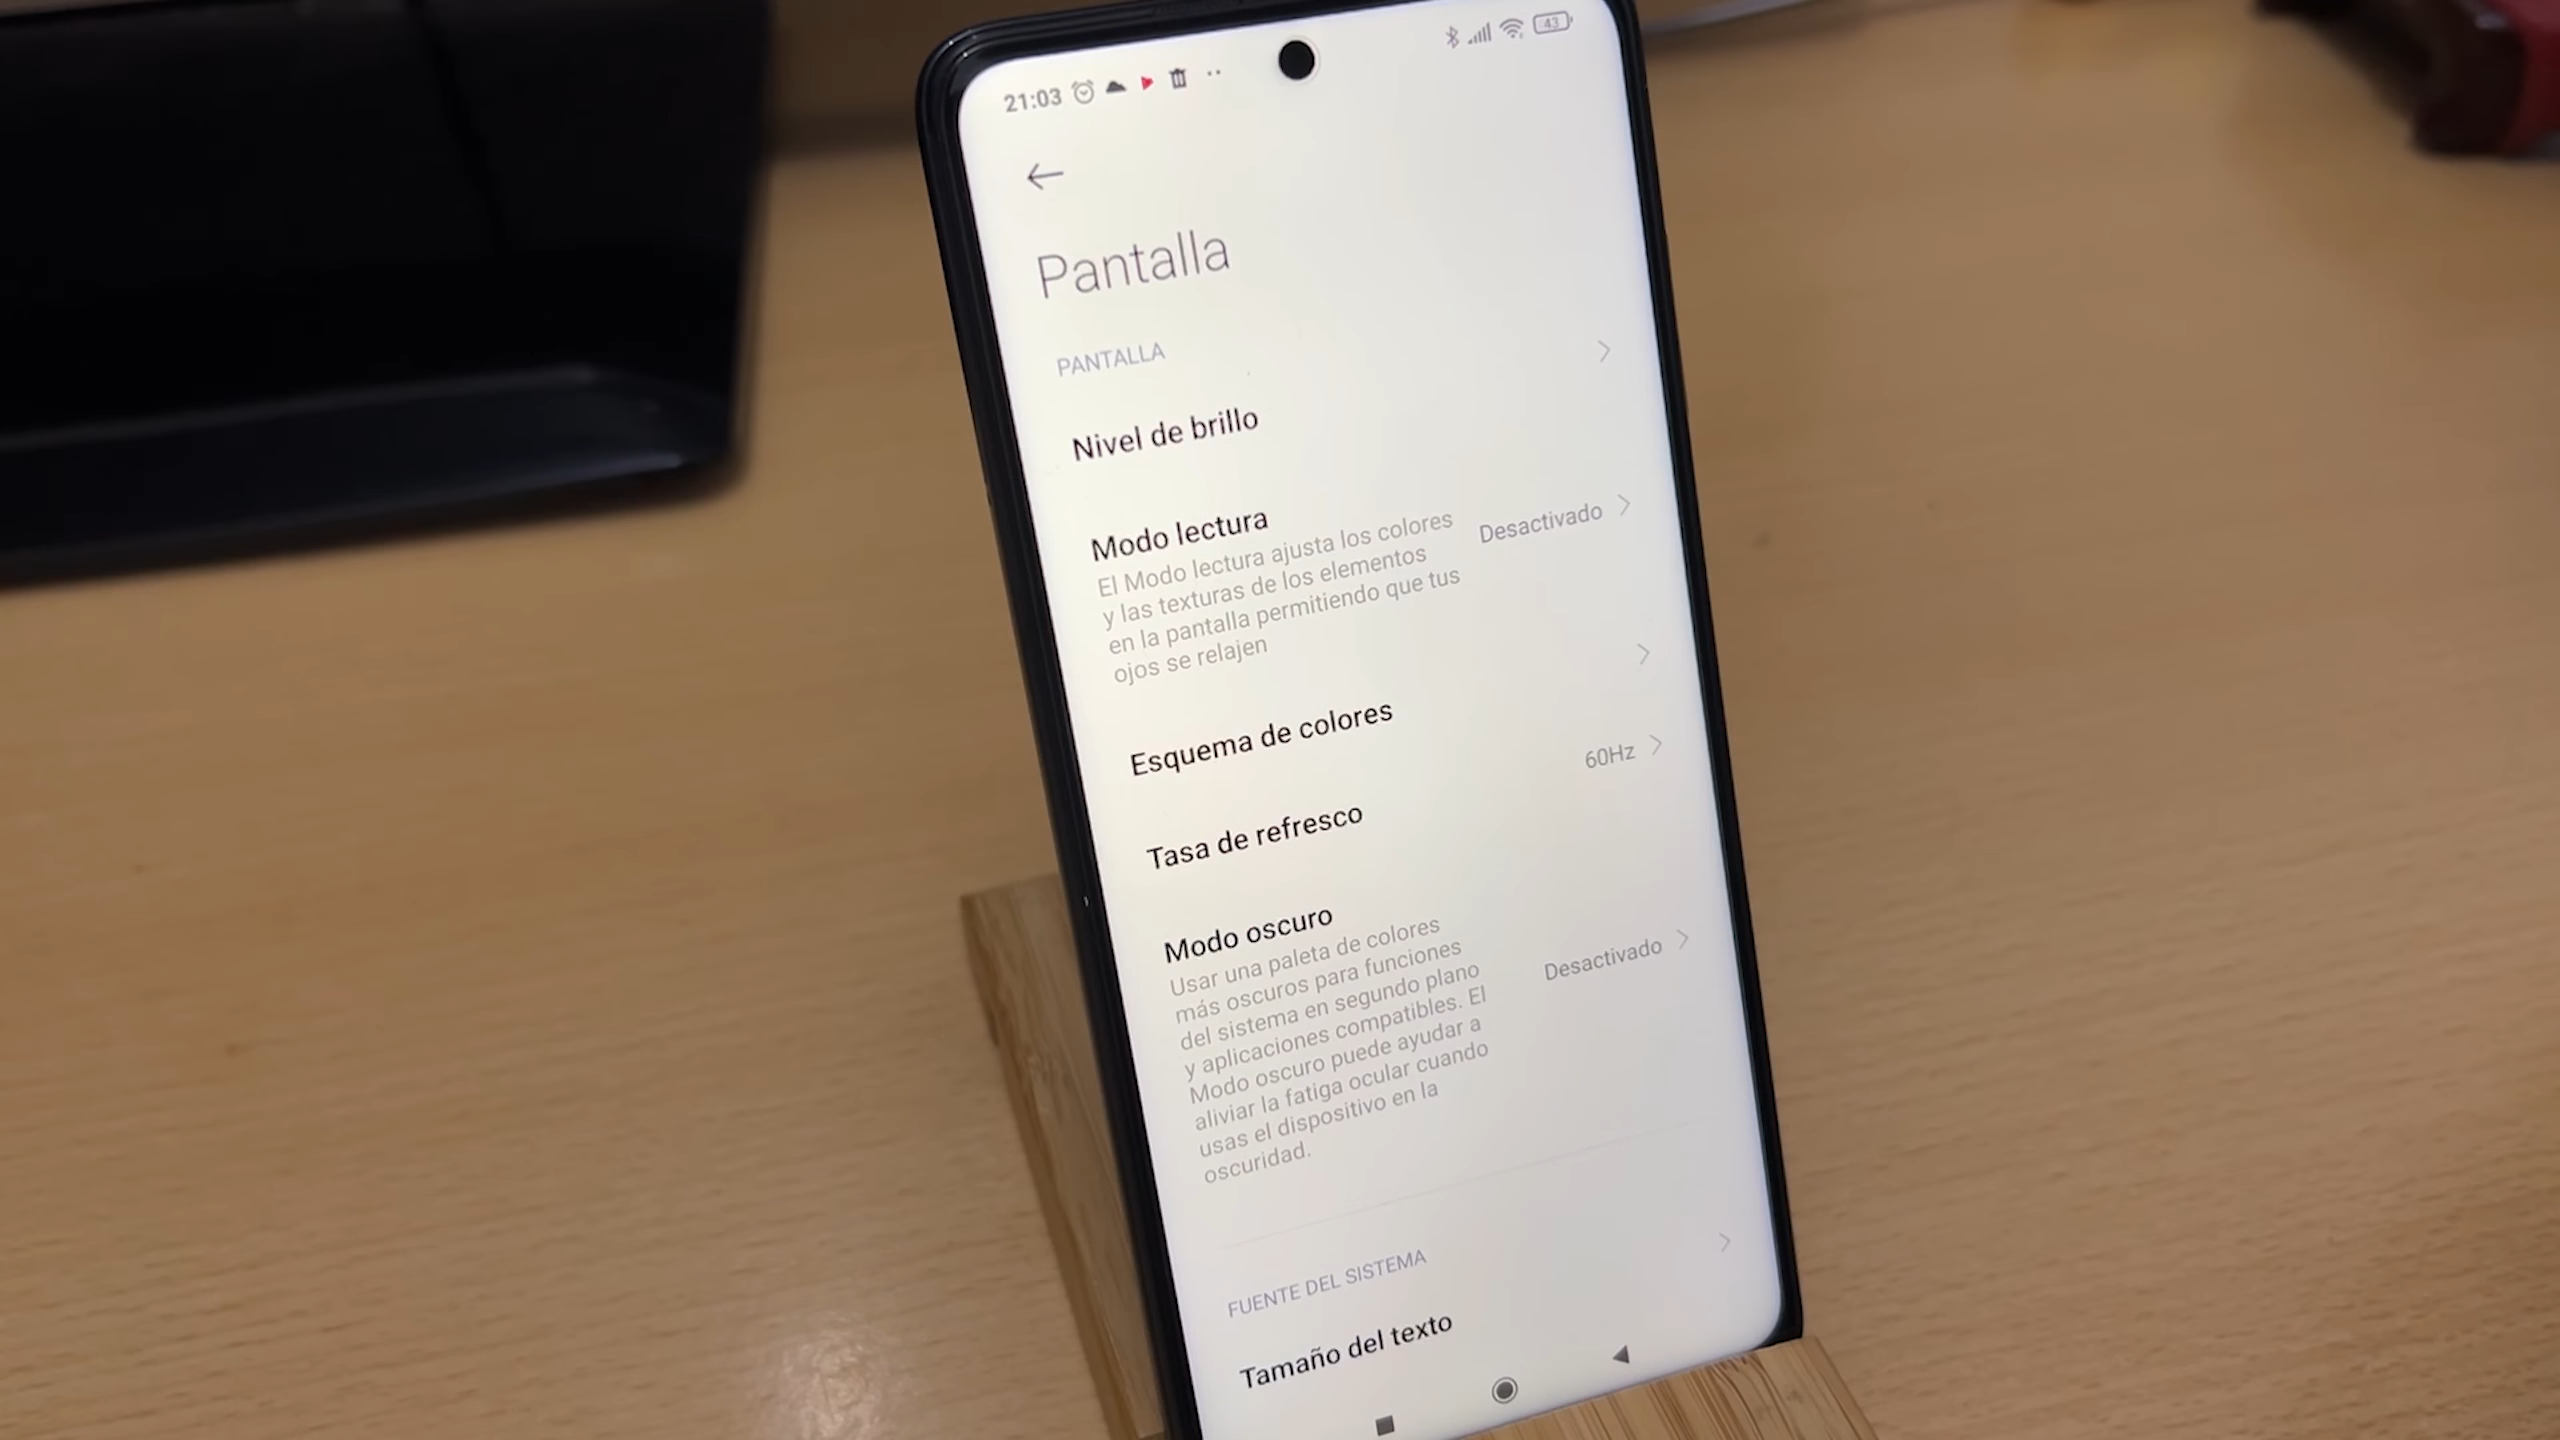 21:03
43
Pantalla
PANTALLA
Nivel de brillo
Modo lectura
El Modo lectura ajusta los colores
y las texturas de los elementos
en la pantalla permitiendo que tus
ojos se relajen
Desactivado
Esquema de colores
Tasa de refresco
60Hz
Modo oscuro
Usar una paleta de colores
más oscuros para funciones
del sistema en segundo plano
y aplicaciones compatibles. El
Modo oscuro puede ayudar a
aliviar la fatiga ocular cuando
usas el dispositivo en la
oscuridad.
Desactivado
FUENTE DEL SISTEMA
Tamaño del texto